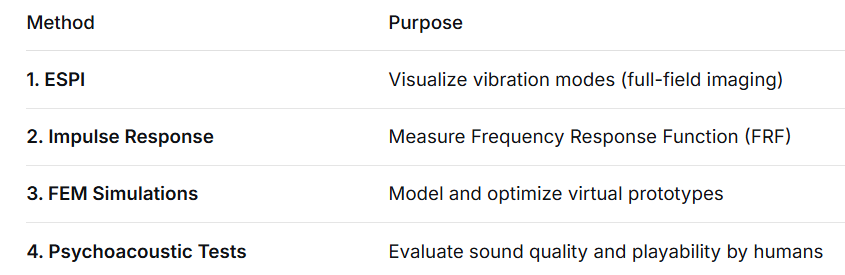 Method Purpose
1. ESPI Visualize vibration modes (full-field imaging)
2. Impulse Response Measure Frequency Response Function (FRF)
3. FEM Simulations Model and optimize virtual prototypes
4. Psychoacoustic Tests Evaluate sound quality and playability by humans